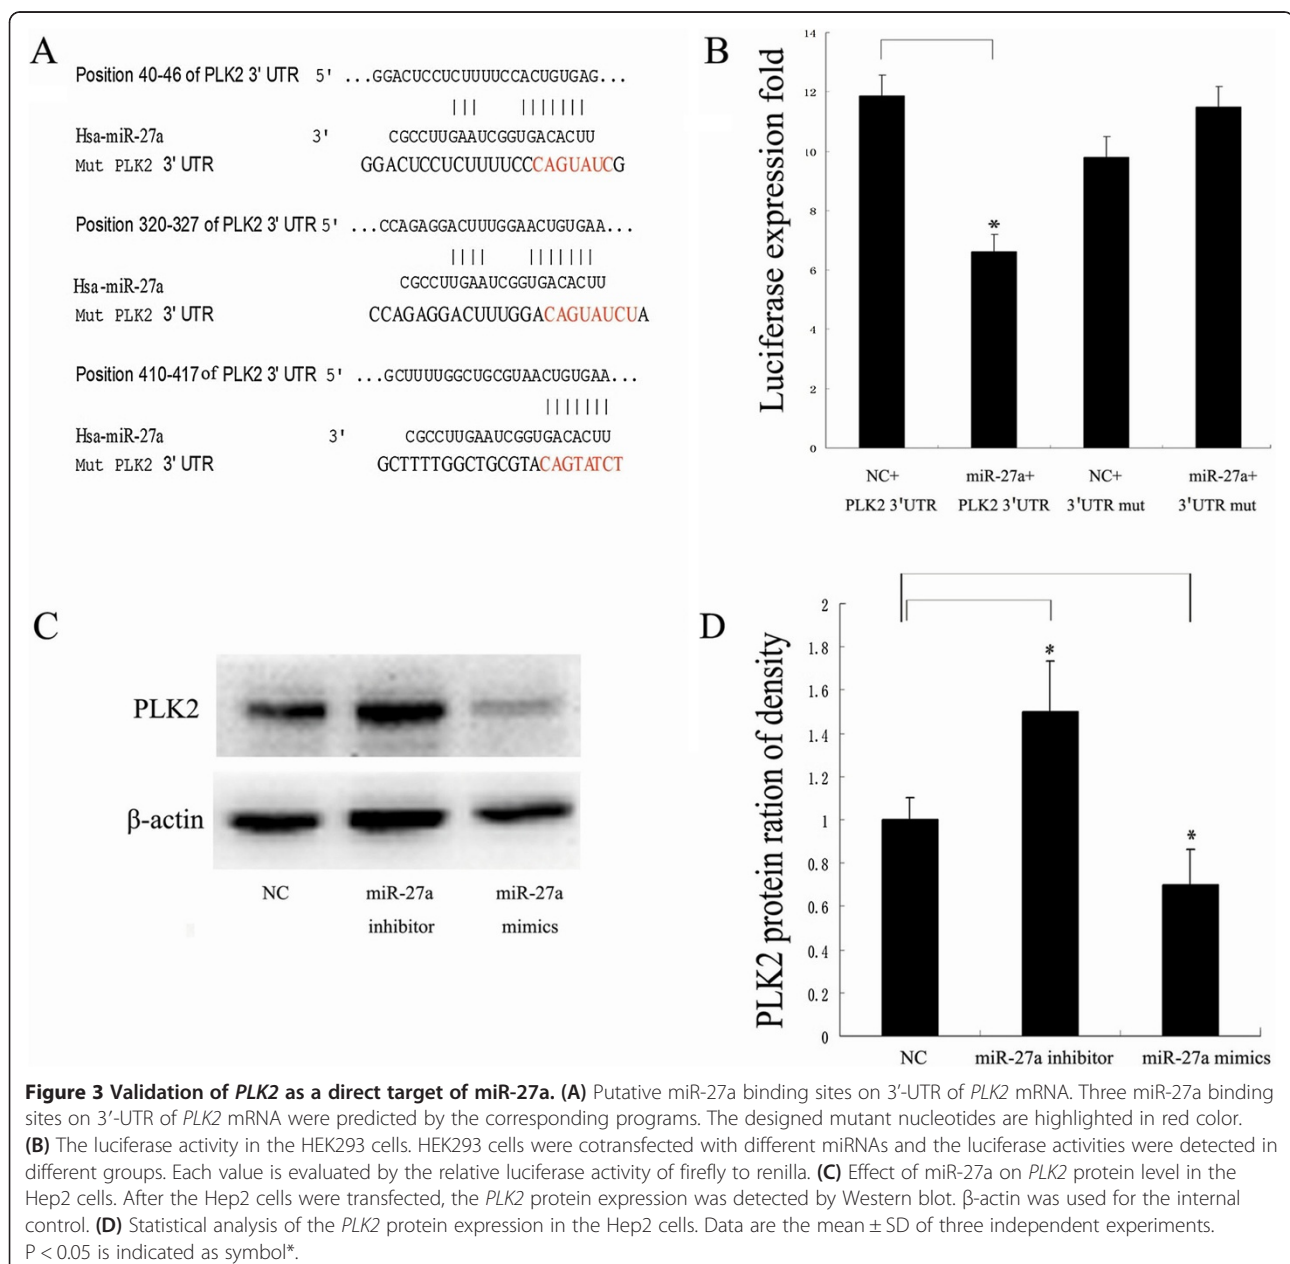 A
Position 40-46 of PLK2 3' UTR 5' ...GGACUCCUCUUUUCCACUGUGAG...
Hsa-miR-27a 3' CGCCUUGAAUCGGUGACACUU
Mut PLK2 3' UTR GGACUCCUCUUUUCCCAGUAUCG
Position 320-327 of PLK2 3' UTR 5' ...CCAGAGGACUUUGGAACUGUGAA...
Hsa-miR-27a CGCCUUGAAUCGGUGACACUU
Mut PLK2 3' UTR CCAGAGGACUUUGGACAGUAUCUA
Position 410-417 of PLK2 3' UTR 5' ...GCUUUUGGCUGCGUAACUGUGAA...
Hsa-miR-27a 3' CGCCUUGAAUCGGUGACACUU
Mut PLK2 3' UTR GCTTTTGGCTGCGTACAGTATCT
B
Luciferase expression fold
14
12
10
8
6
4
2
0
*
NC+ miR-27a+ NC+ miR-27a+
PLK2 3'UTR PLK2 3'UTR 3'UTR mut 3'UTR mut
C
PLK2
β-actin
NC miR-27a miR-27a
inhibitor mimics
D
PLK2 protein ration of density
2
1.8
1.6
1.4
1.2
1
0.8
0.6
0.4
0.2
0
*
*
NC miR-27a inhibitor miR-27a mimics
Figure 3 Validation of PLK2 as a direct target of miR-27a. (A) Putative miR-27a binding sites on 3′-UTR of PLK2 mRNA. Three miR-27a binding
sites on 3′-UTR of PLK2 mRNA were predicted by the corresponding programs. The designed mutant nucleotides are highlighted in red color.
(B) The luciferase activity in the HEK293 cells. HEK293 cells were cotransfected with different miRNAs and the luciferase activities were detected in
different groups. Each value is evaluated by the relative luciferase activity of firefly to renilla. (C) Effect of miR-27a on PLK2 protein level in the
Hep2 cells. After the Hep2 cells were transfected, the PLK2 protein expression was detected by Western blot. β-actin was used for the internal
control. (D) Statistical analysis of the PLK2 protein expression in the Hep2 cells. Data are the mean ± SD of three independent experiments.
P < 0.05 is indicated as symbol*.